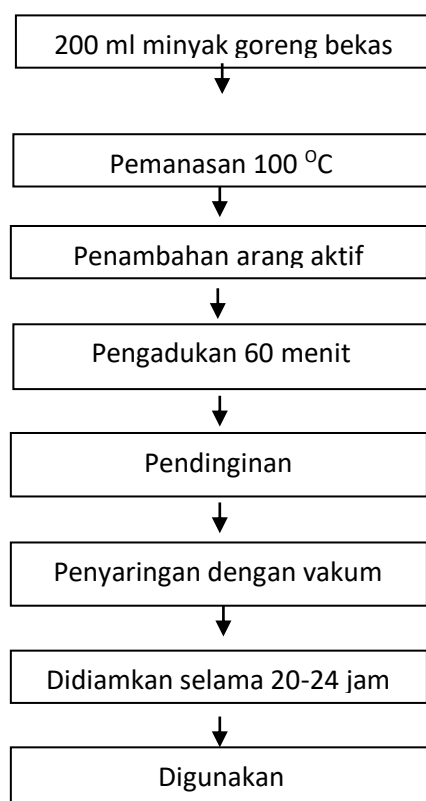 200 ml minyak goreng bekas
Pemanasan 100 ᴼC
Penambahan arang aktif
Pengadukan 60 menit
Pendinginan
Penyaringan dengan vakum
Didiamkan selama 20-24 jam
Digunakan